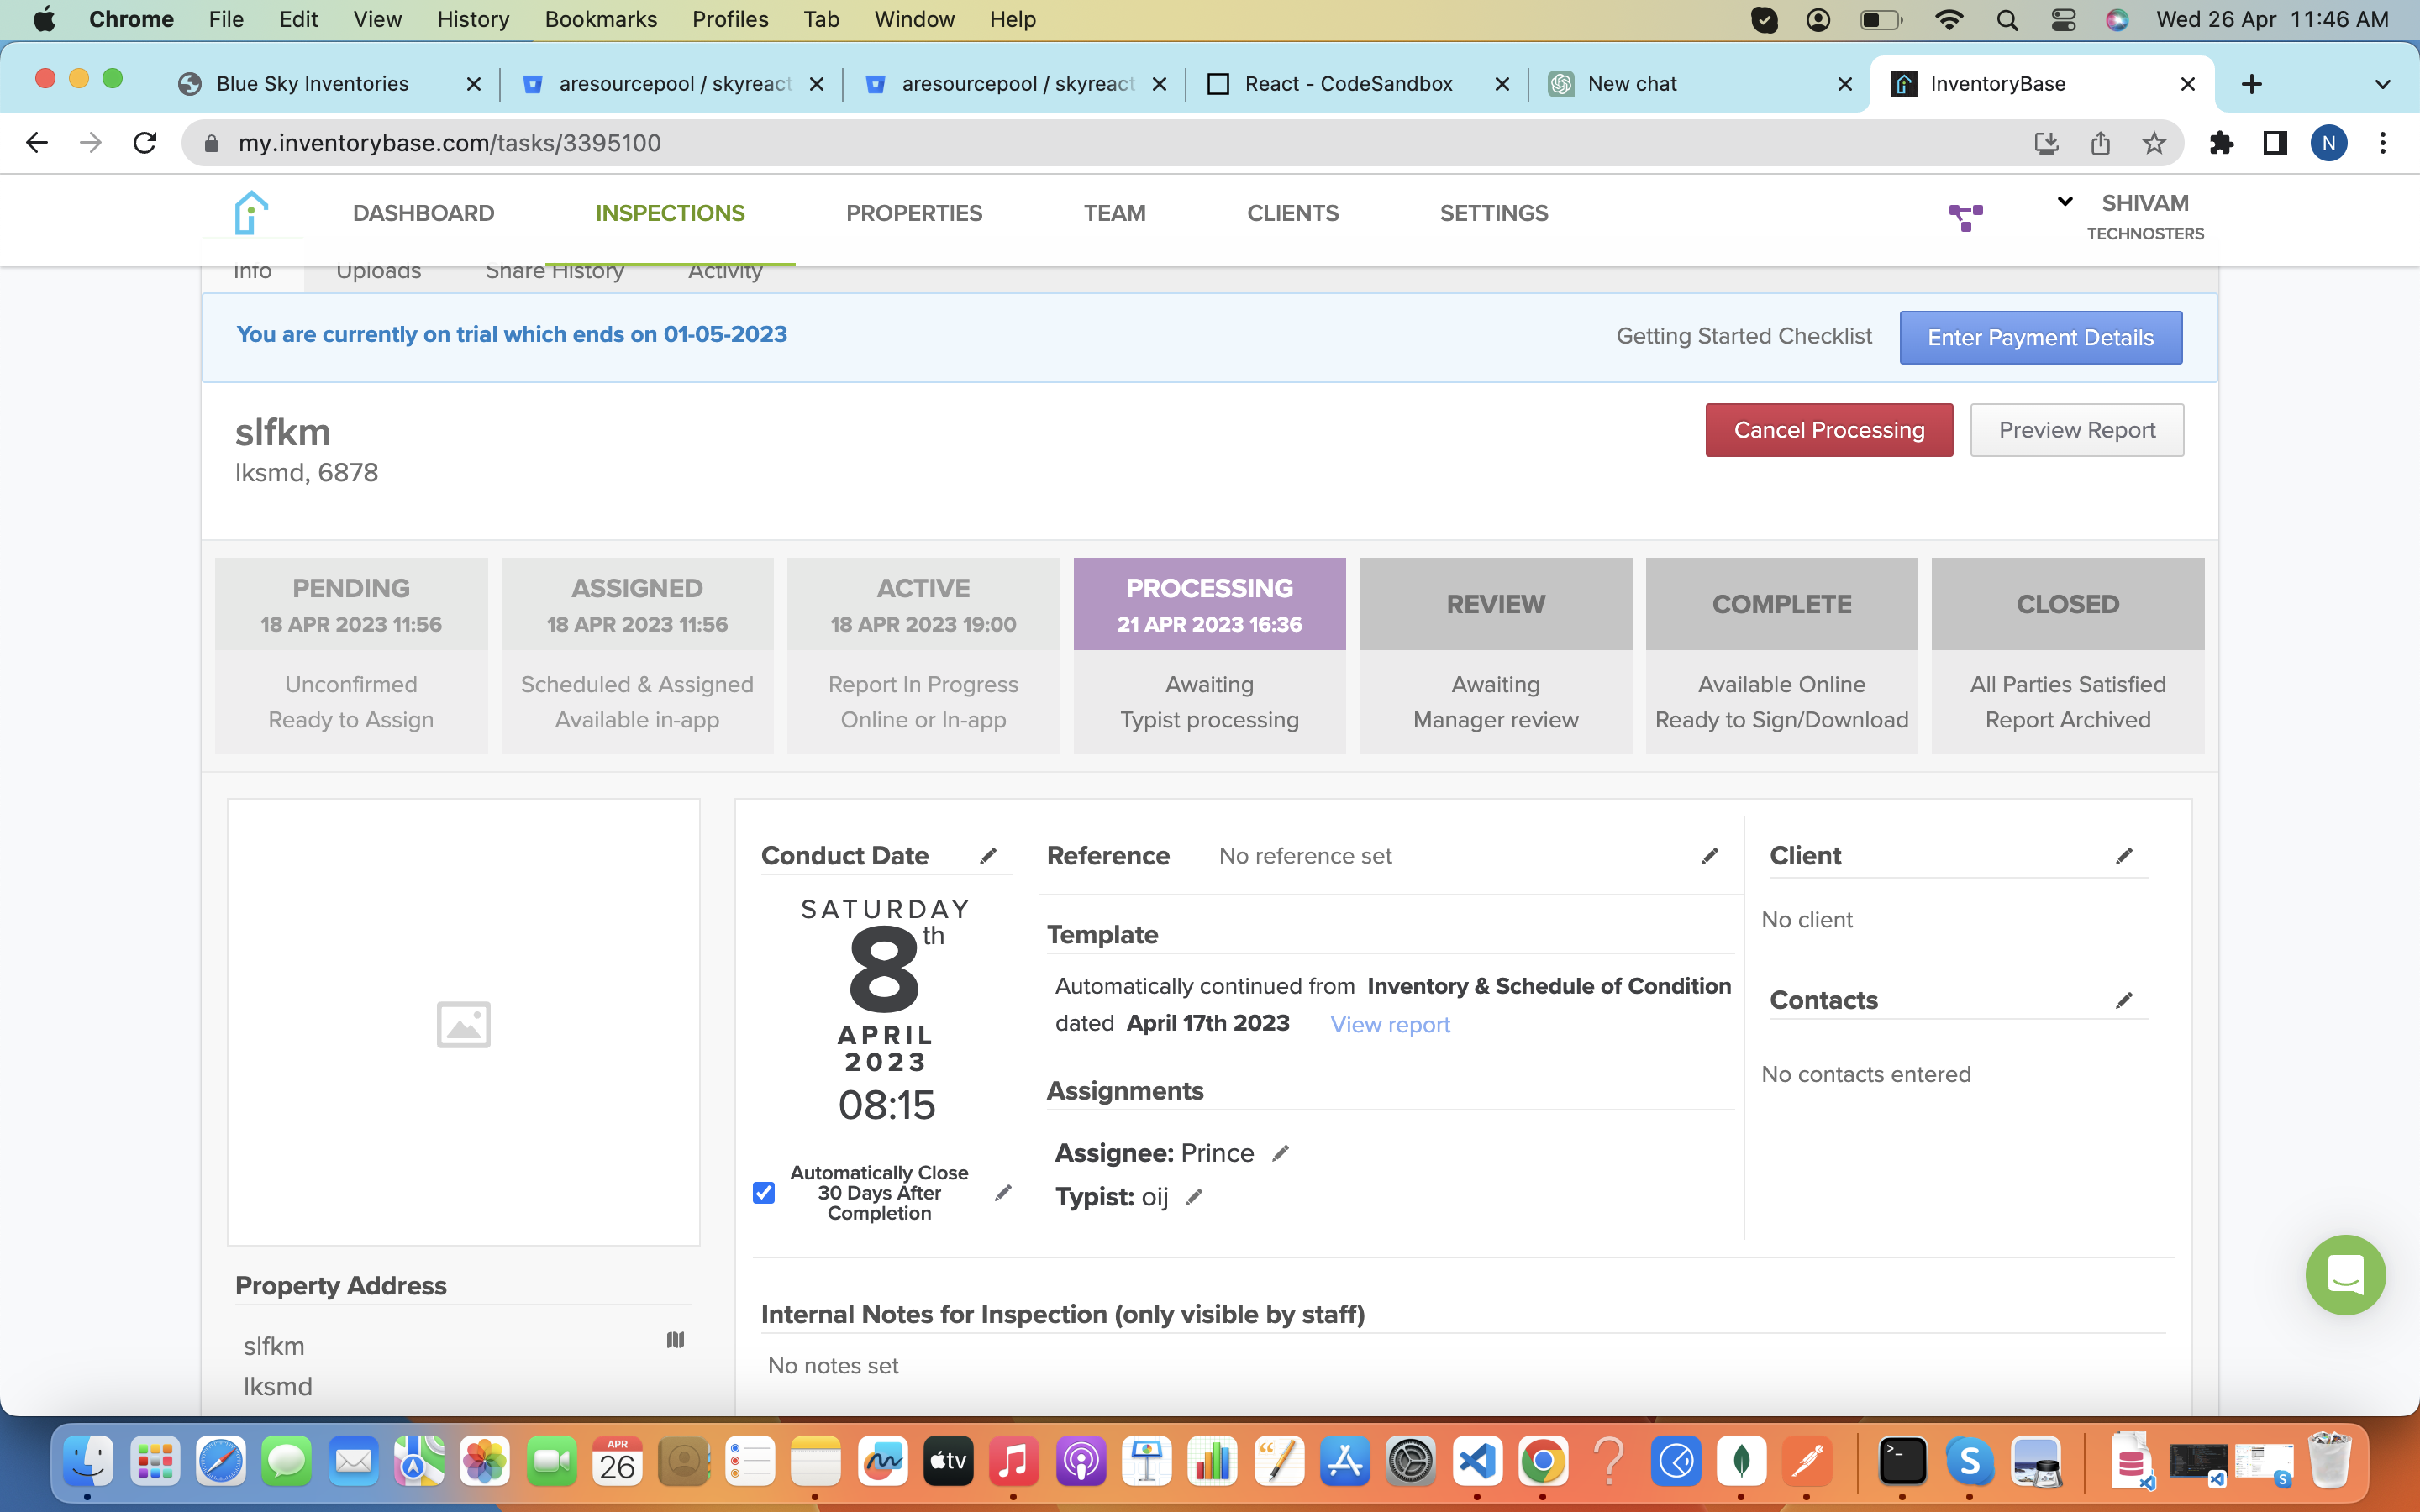 Chrome File Edit View History Bookmarks Profiles Tab Window Help Wed 26 Apr 11:46 AM
Blue Sky Inventories aresourcepool / skyreact aresourcepool / skyreact React - CodeSandbox New chat InventoryBase
my.inventorybase.com/tasks/3395100 N
DASHBOARD INSPECTIONS PROPERTIES TEAM CLIENTS SETTINGS SHIVAM
TECHNOSTERS
Info Uploads Share History Activity
You are currently on trial which ends on 01-05-2023 Getting Started Checklist Enter Payment Details
slfkm Cancel Processing Preview Report
lksmd, 6878
PENDING ASSIGNED ACTIVE PROCESSING REVIEW COMPLETE CLOSED
18 APR 2023 11:56 18 APR 2023 11:56 18 APR 2023 19:00 21 APR 2023 16:36
Unconfirmed Scheduled & Assigned Report In Progress Awaiting Awaiting Available Online All Parties Satisfied
Ready to Assign Available in-app Online or In-app Typist processing Manager review Ready to Sign/Download Report Archived
Conduct Date Reference No reference set Client
SATURDAY
8th
APRIL
2023
08:15
Automatically Close
30 Days After
Completion
Template
Automatically continued from Inventory & Schedule of Condition
dated April 17th 2023 View report
Assignments
Assignee: Prince
Typist: oij
No client
Contacts
No contacts entered
Property Address
slfkm
lksmd
Internal Notes for Inspection (only visible by staff)
No notes set
APR
26
tv